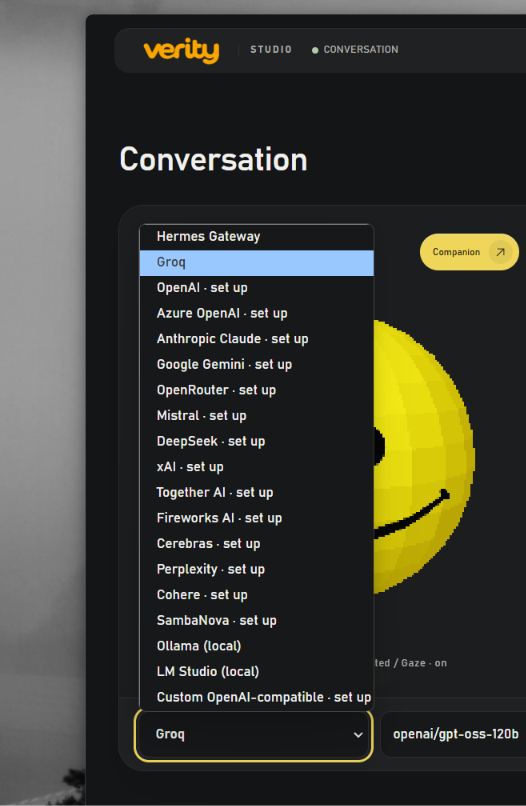 verity
STUDIO
CONVERSATION
Conversation
Companion
Hermes Gateway
Groq
OpenAI · set up
Azure OpenAI · set up
Anthropic Claude · set up
Google Gemini · set up
OpenRouter · set up
Mistral · set up
DeepSeek · set up
xAI · set up
Together AI · set up
Fireworks AI · set up
Cerebras · set up
Perplexity · set up
Cohere · set up
SambaNova · set up
Ollama (local)
LM Studio (local)
Custom OpenAI-compatible · set up
ted / Gaze · on
Groq
openai/gpt-oss-120b